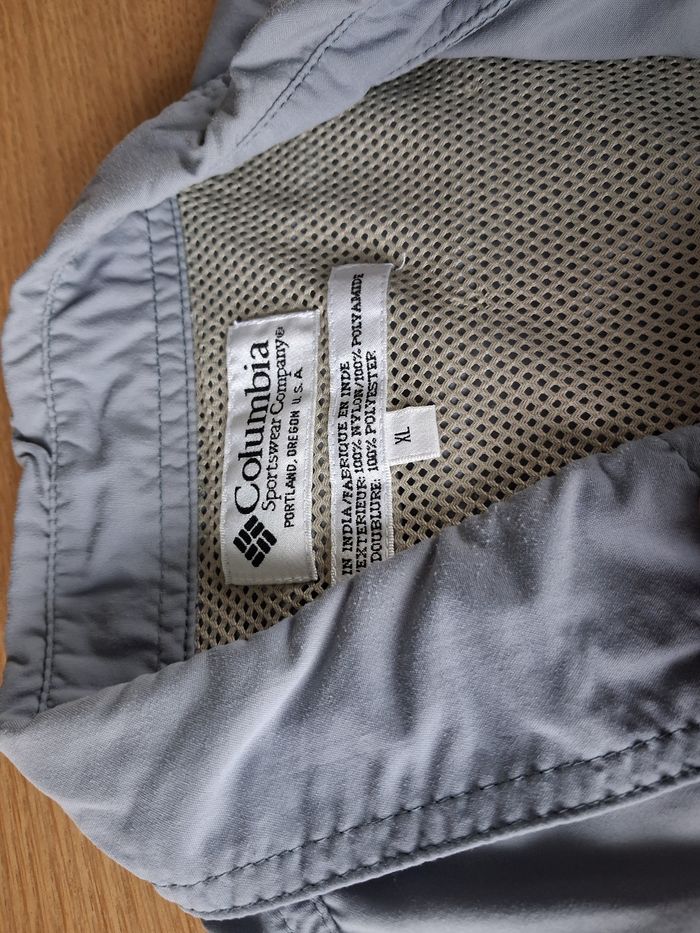 Columbia
Sportswear Company®
PORTLAND, OREGON U.S.A.
IN INDIA/FABRIQUE EN INDE
EXTERIEUR: 100% NYLON/100% POLYAMIDE
DOUBLURE: 100% POLYESTER
XL